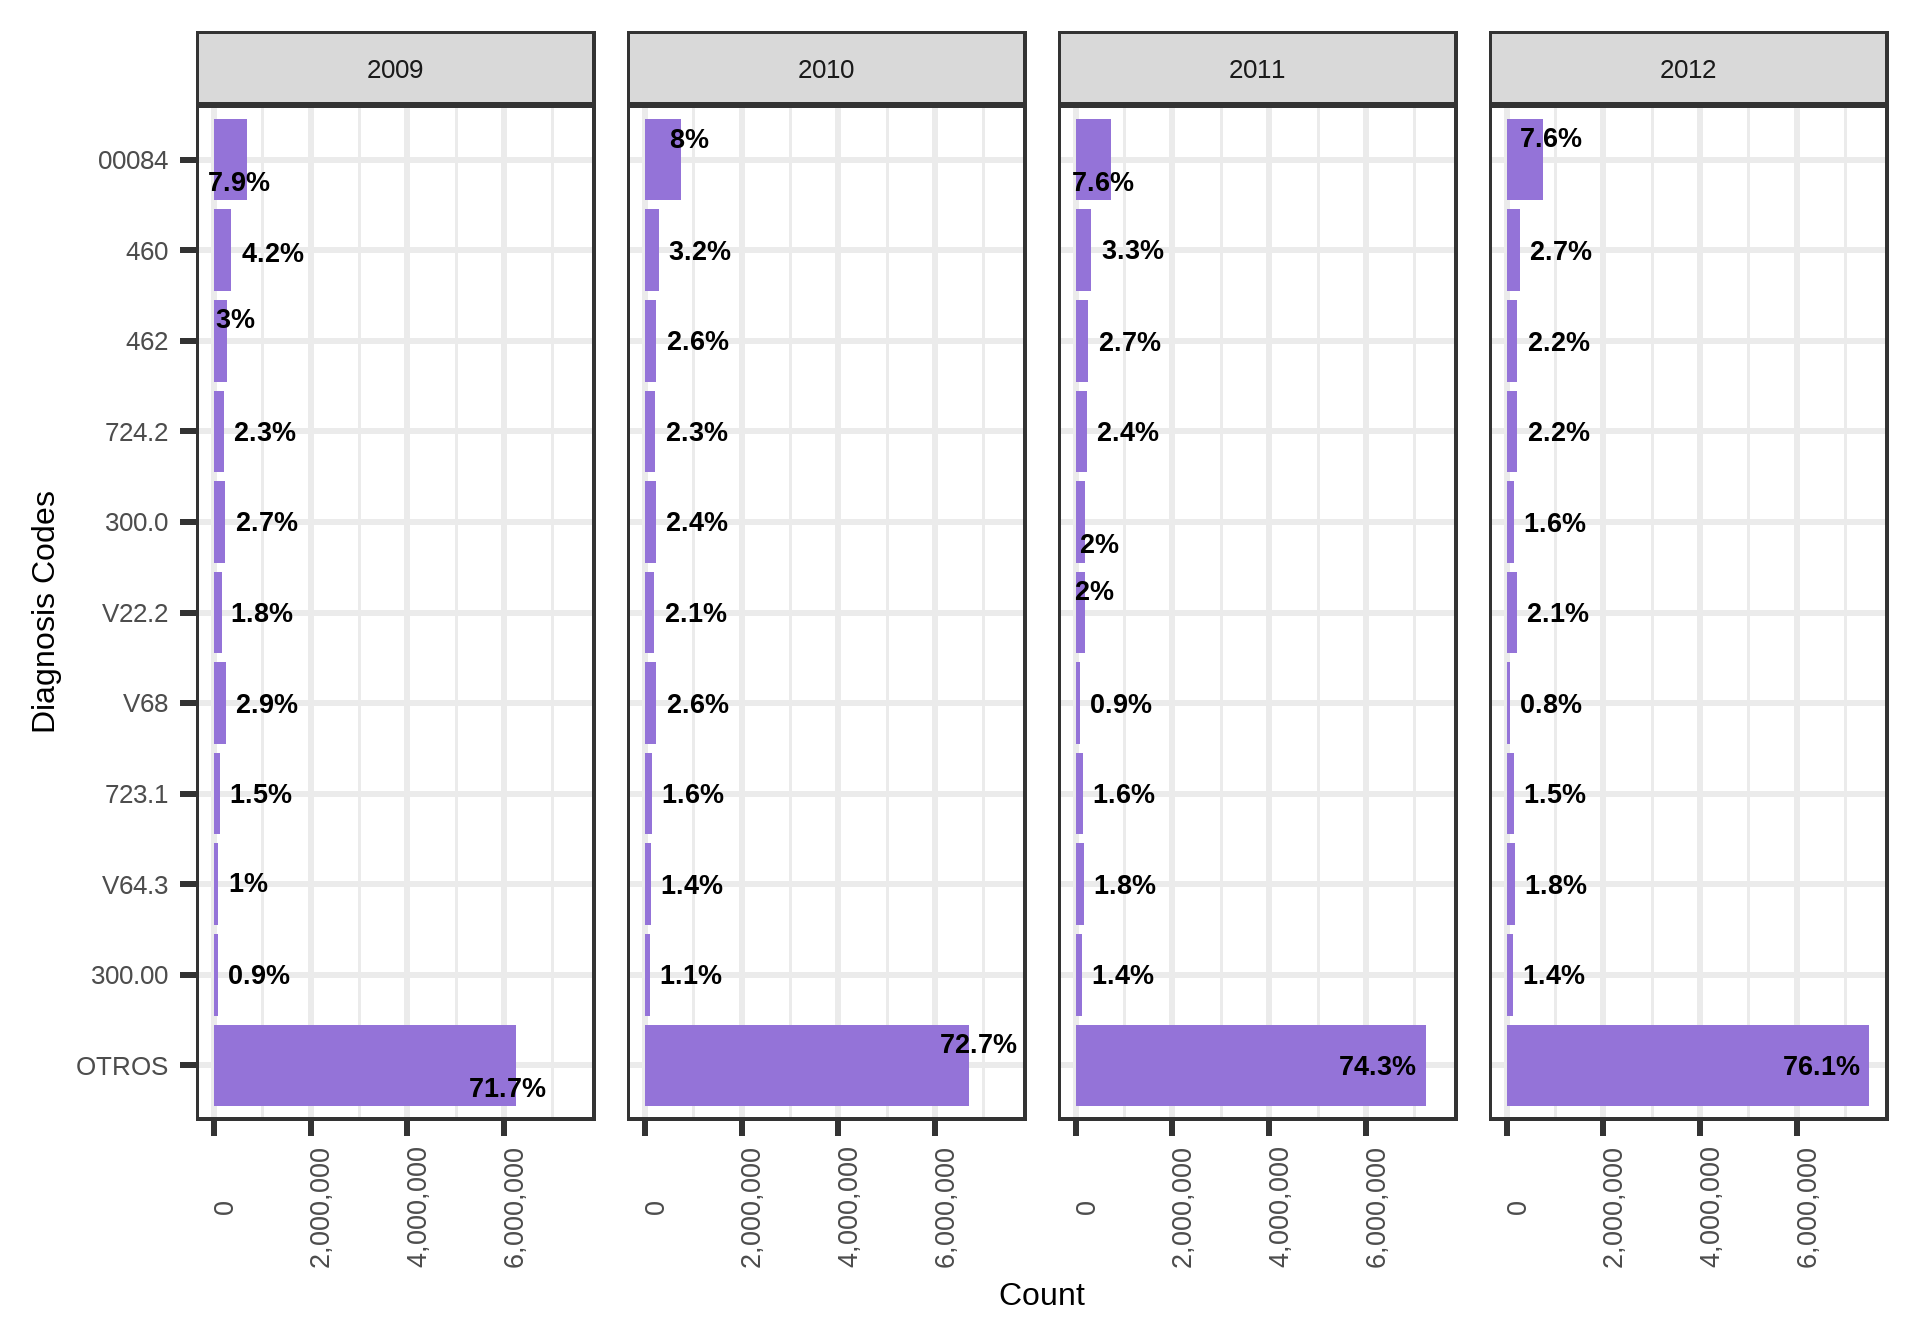 2009 2010 2011 2012
00084 7.9% 8% 7.6% 7.6%
460 4.2% 3.2% 3.3% 2.7%
462 3% 2.6% 2.7% 2.2%
724.2 2.3% 2.3% 2.4% 2.2%
300.0 2.7% 2.4% 2% 1.6%
V22.2 1.8% 2.1% 2% 2.1%
V68 2.9% 2.6% 0.9% 0.8%
723.1 1.5% 1.6% 1.6% 1.5%
V64.3 1% 1.4% 1.8% 1.8%
300.00 0.9% 1.1% 1.4% 1.4%
OTROS 71.7% 72.7% 74.3% 76.1%
Diagnosis Codes
0 2,000,000 4,000,000 6,000,000 0 2,000,000 4,000,000 6,000,000 0 2,000,000 4,000,000 6,000,000 0 2,000,000 4,000,000 6,000,000
Count